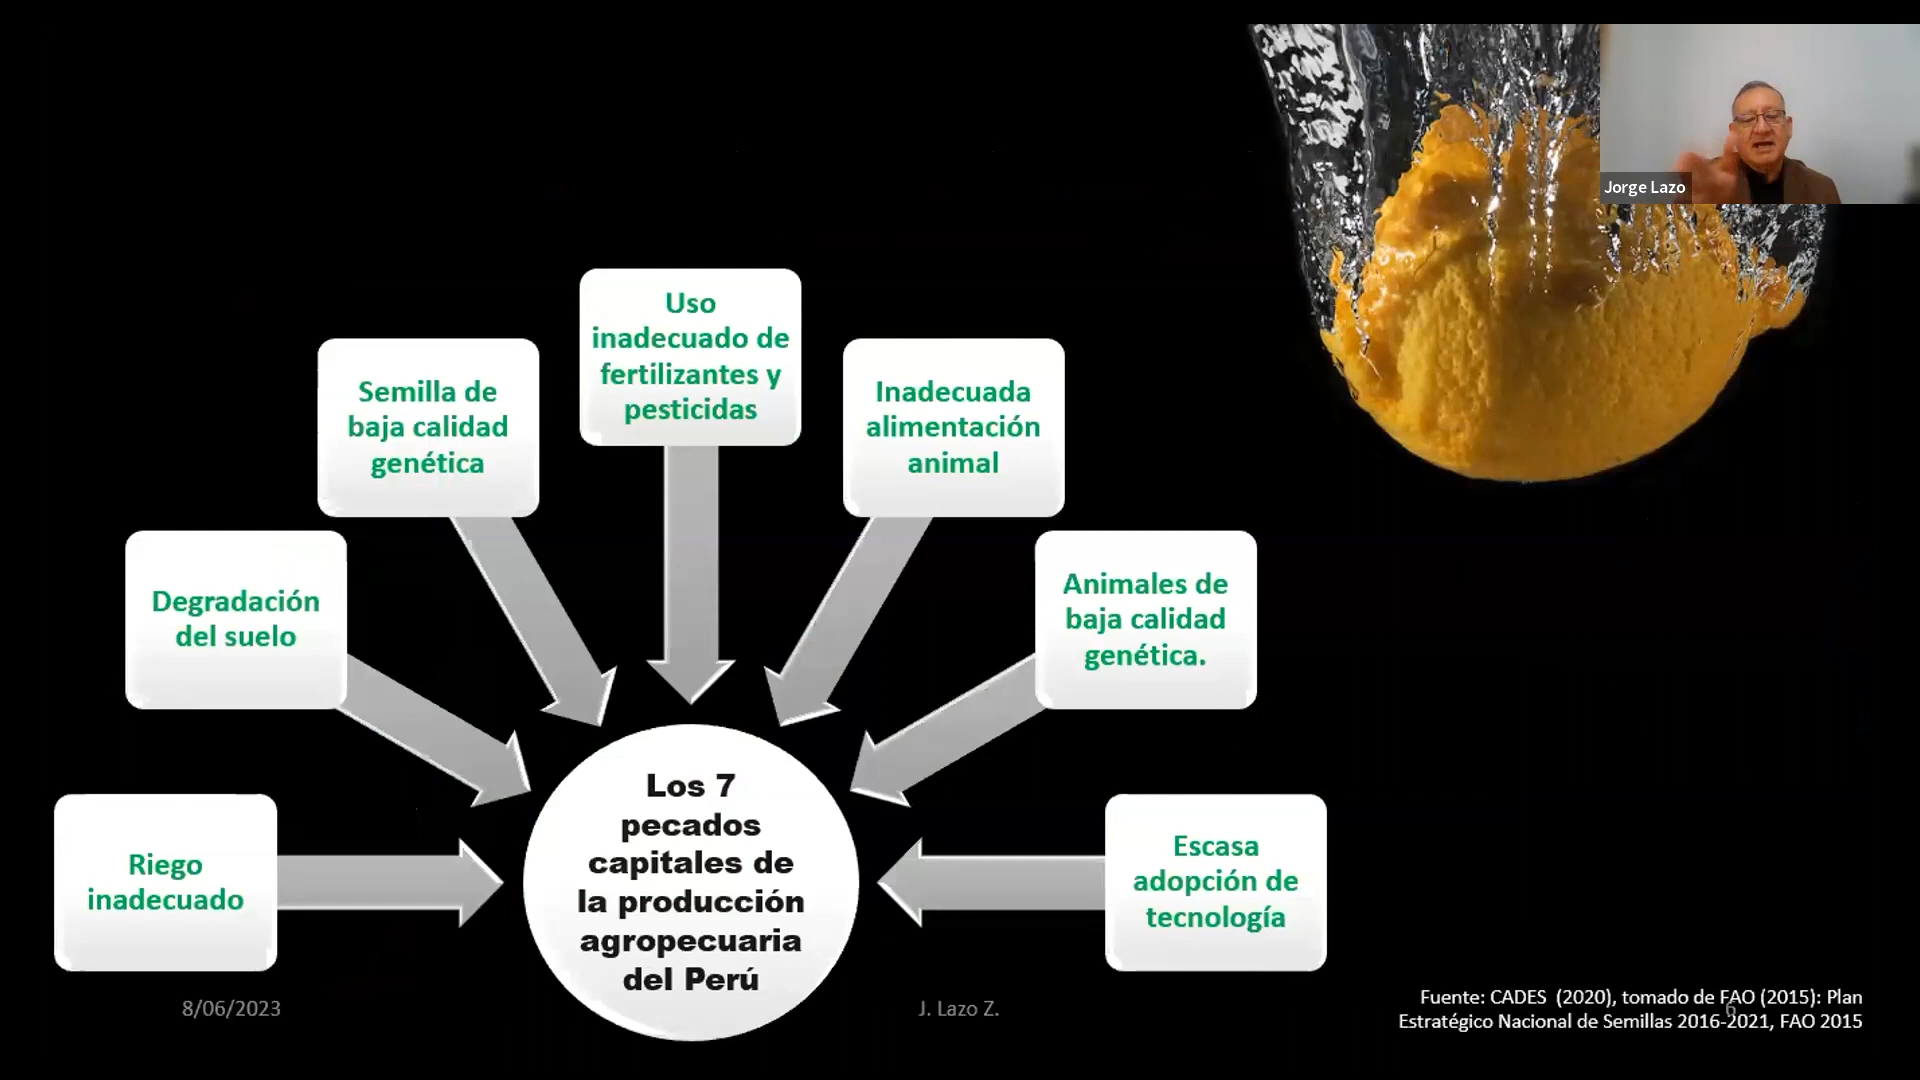 Jorge Lazo
Uso
inadecuado de
fertilizantes y
pesticidas
Semilla de
baja calidad
genética
Inadecuada
alimentación
animal
Degradación
del suelo
Animales de
baja calidad
genética.
Riego
inadecuado
Los 7
pecados
capitales de
la producción
agropecuaria
del Perú
Escasa
adopción de
tecnología
8/06/2023
J. Lazo Z.
6
Fuente: CADES (2020), tomado de FAO (2015): Plan
Estratégico Nacional de Semillas 2016-2021, FAO 2015